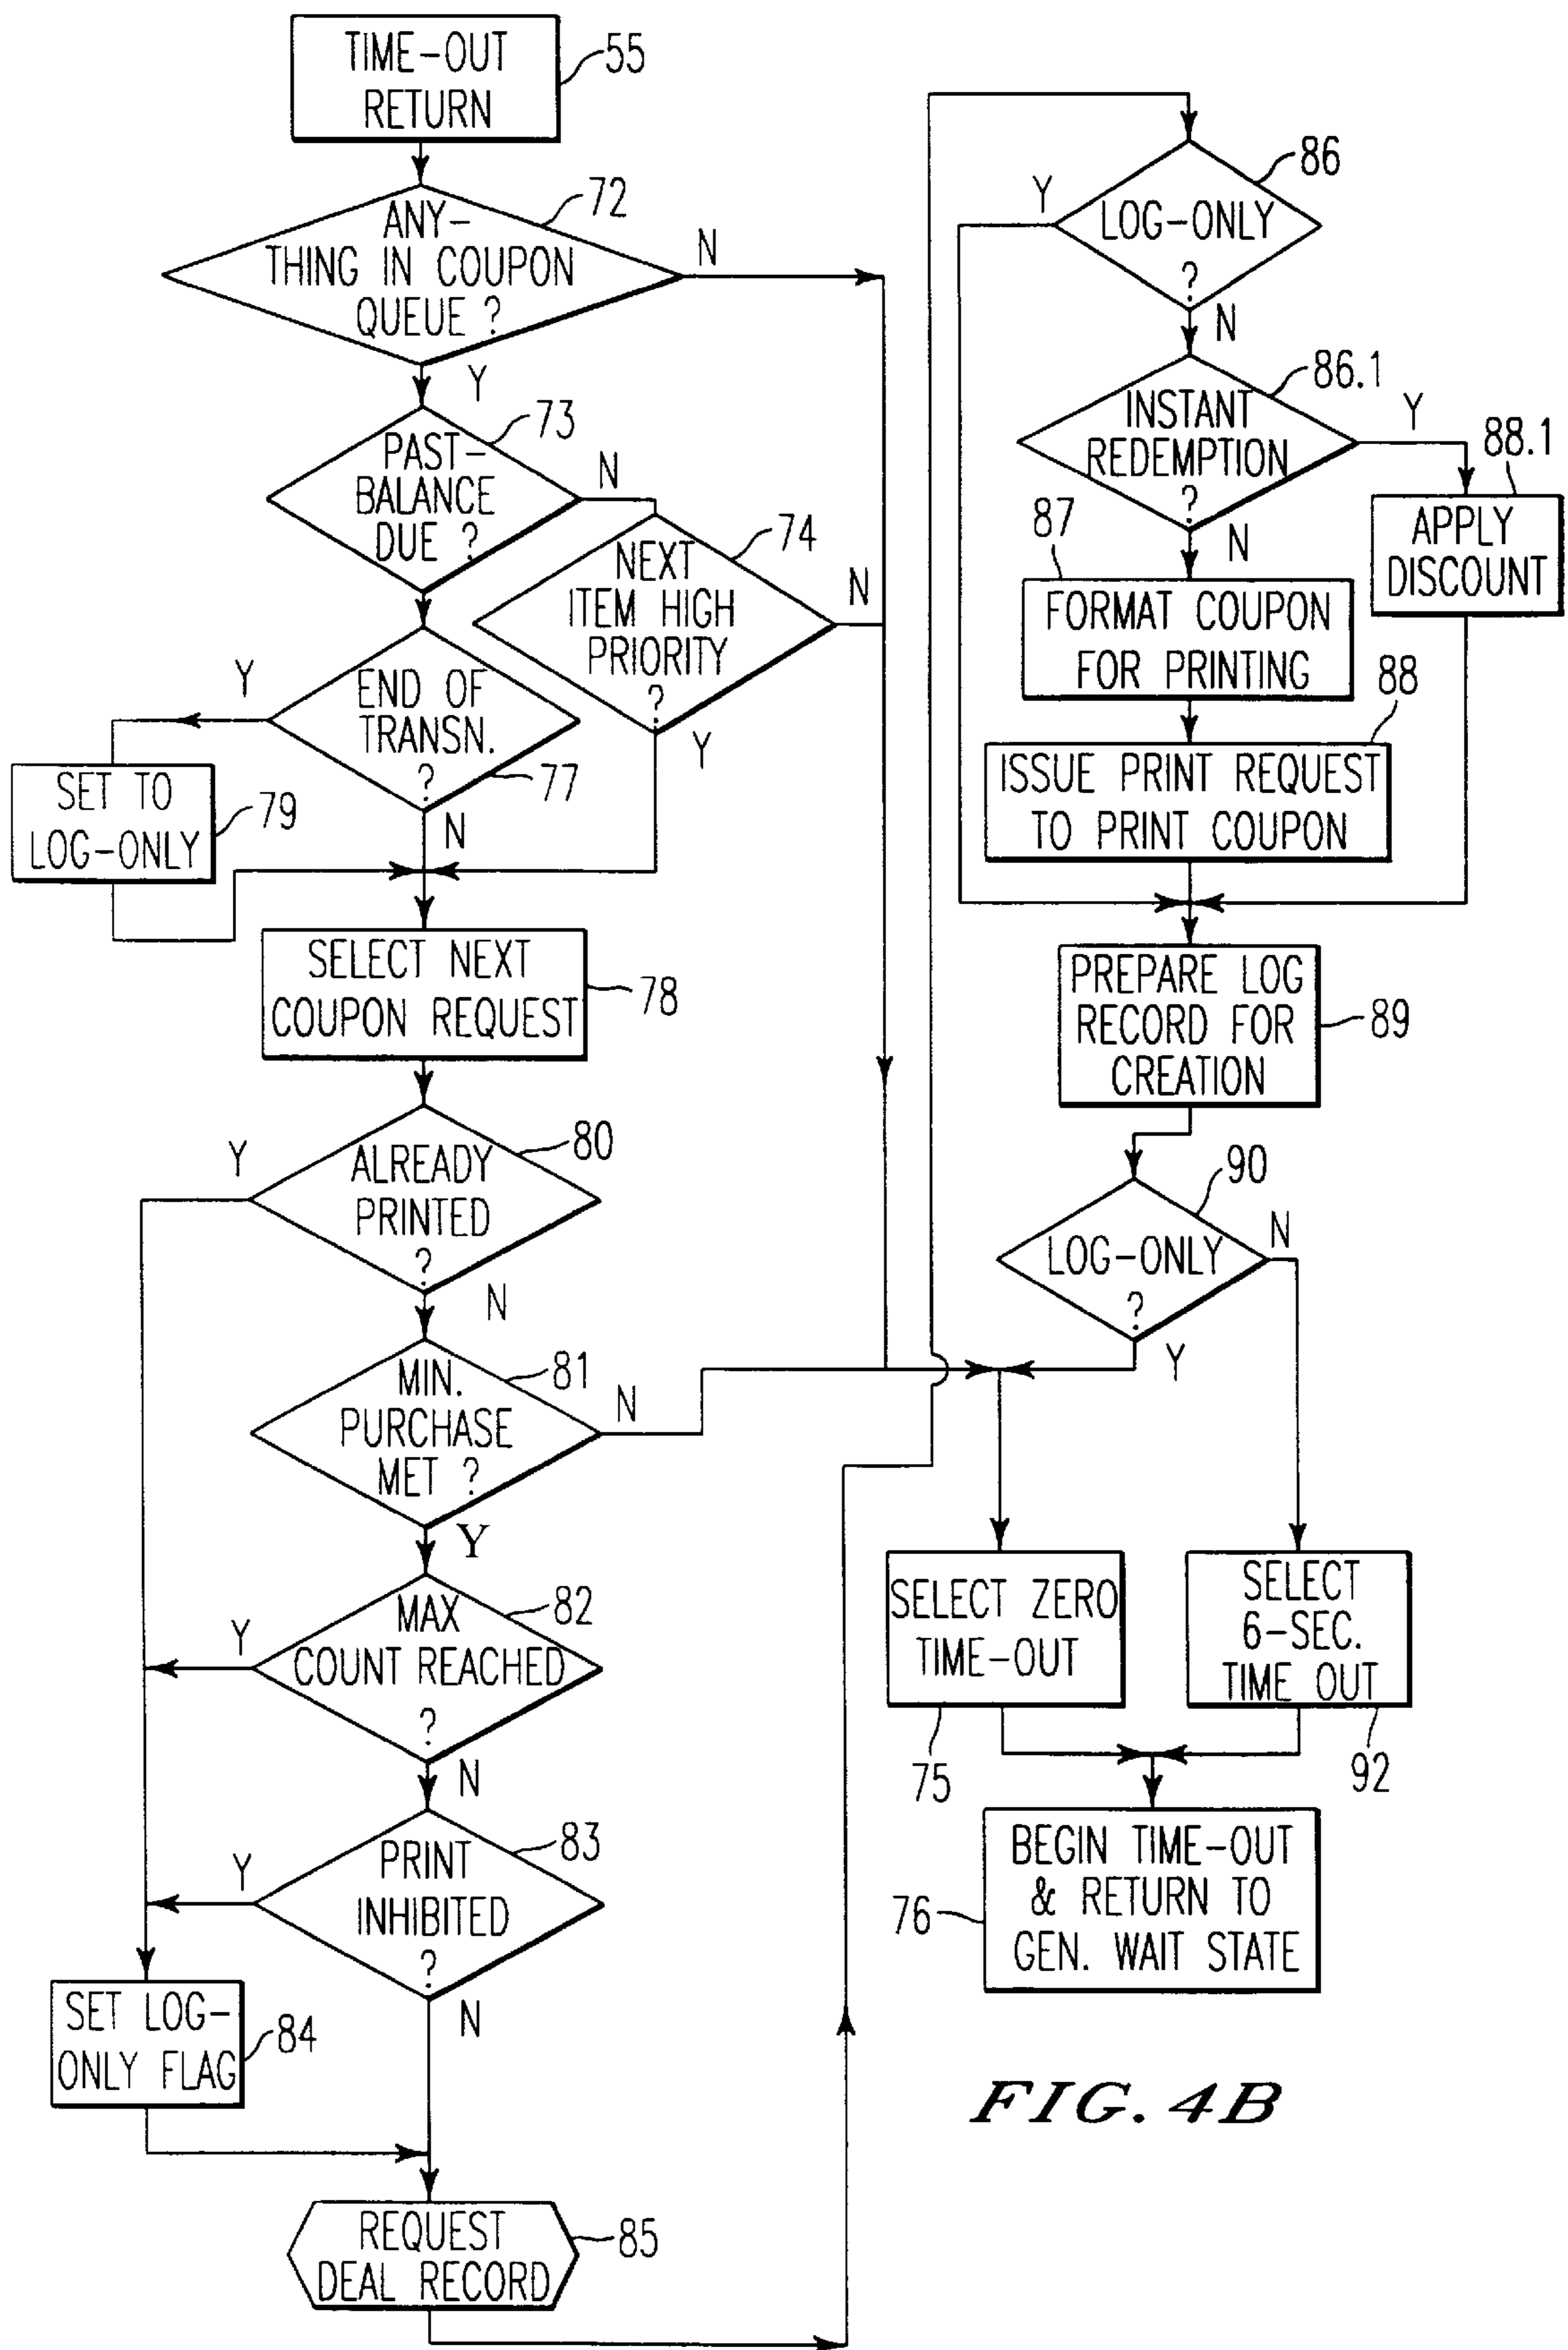 TIME-OUT
RETURN
55
72
ANY-
THING IN COUPON
QUEUE ?
N
Y
73
PAST-
BALANCE
DUE ?
N
74
NEXT
ITEM HIGH
PRIORITY
?
N
Y
END OF
TRANSN.
?
77
Y
N
SET TO
LOG-ONLY
79
SELECT NEXT
COUPON REQUEST
78
80
ALREADY
PRINTED
?
Y
N
81
MIN.
PURCHASE
MET ?
N
Y
82
MAX
COUNT REACHED
?
Y
N
83
PRINT
INHIBITED
?
Y
N
SET LOG-
ONLY FLAG
84
REQUEST
DEAL RECORD
85
86
LOG-ONLY
?
Y
N
86.1
INSTANT
REDEMPTION
?
Y
N
88.1
APPLY
DISCOUNT
87
FORMAT COUPON
FOR PRINTING
88
ISSUE PRINT REQUEST
TO PRINT COUPON
PREPARE LOG
RECORD FOR
CREATION
89
90
LOG-ONLY
?
N
Y
SELECT ZERO
TIME-OUT
75
SELECT
6-SEC.
TIME OUT
92
BEGIN TIME-OUT
& RETURN TO
GEN. WAIT STATE
76
FIG. 4B